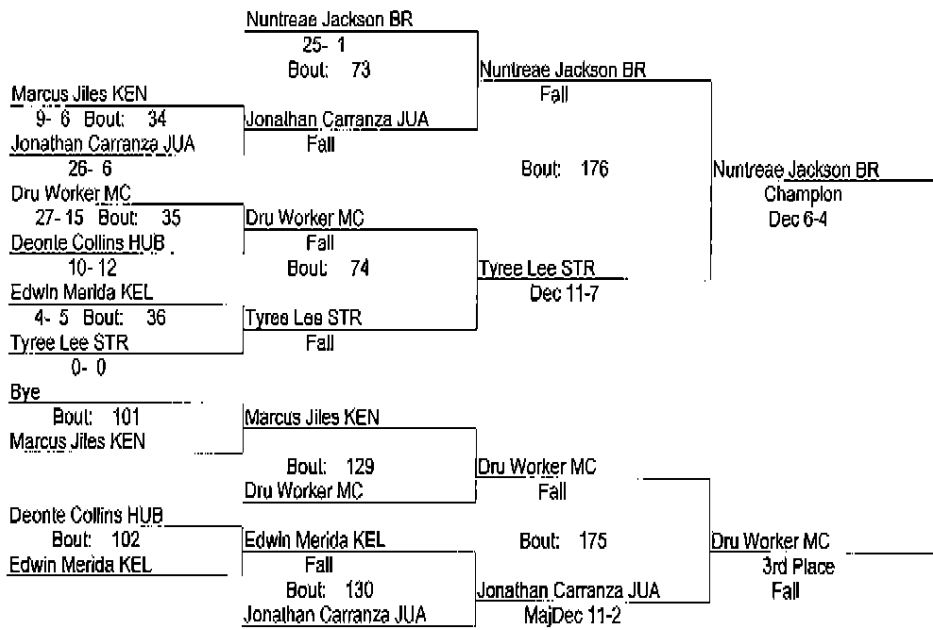 Nuntreae Jackson BR
25- 1
Bout: 73
Nuntreae Jackson BR
Fall
Marcus Jiles KEN
9- 6 Bout: 34
Jonathan Carranza JUA
Fall
Jonathan Carranza JUA
26- 6
Bout: 176
Nuntreae Jackson BR
Champion
Dec 6-4
Dru Worker MC
27- 15 Bout: 35
Dru Worker MC
Fall
Deonte Collins HUB
10- 12
Bout: 74
Tyree Lee STR
Dec 11-7
Edwin Merida KEL
4- 5 Bout: 36
Tyree Lee STR
Fall
Tyree Lee STR
0- 0
Bye
Bout: 101
Marcus Jiles KEN
Marcus Jiles KEN
Bout: 129
Dru Worker MC
Dru Worker MC
Fall
Deonte Collins HUB
Bout: 102
Edwin Merida KEL
Edwin Merida KEL
Fall
Bout: 175
Dru Worker MC
3rd Place
Fall
Bout: 130
Jonathan Carranza JUA
Jonathan Carranza JUA
MajDec 11-2